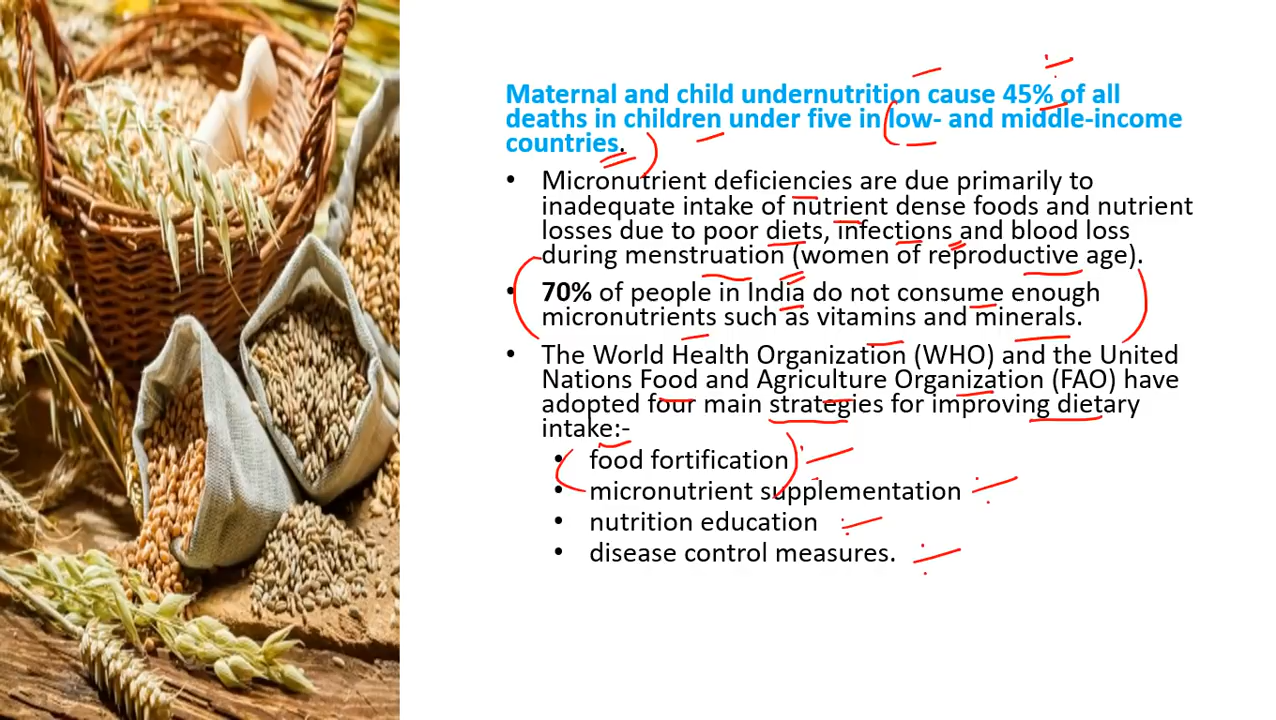 Maternal and child undernutrition cause 45% of all
deaths in children under five in low- and middle-income
countries.
• Micronutrient deficiencies are due primarily to
inadequate intake of nutrient dense foods and nutrient
losses due to poor diets, infections and blood loss
during menstruation (women of reproductive age).
• 70% of people in India do not consume enough
micronutrients such as vitamins and minerals.
• The World Health Organization (WHO) and the United
Nations Food and Agriculture Organization (FAO) have
adopted four main strategies for improving dietary
intake:-
• food fortification
• micronutrient supplementation
• nutrition education
• disease control measures.